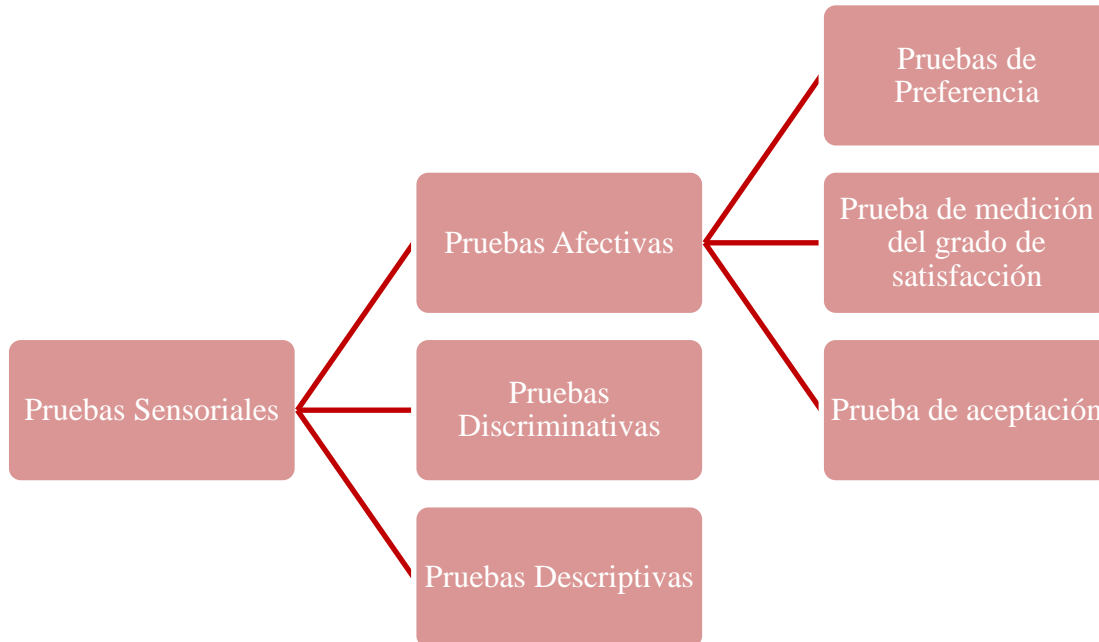 Pruebas de
Preferencia
Prueba de medición
del grado de
satisfacción
Prueba de aceptación
Pruebas Afectivas
Pruebas
Discriminativas
Pruebas Descriptivas
Pruebas Sensoriales